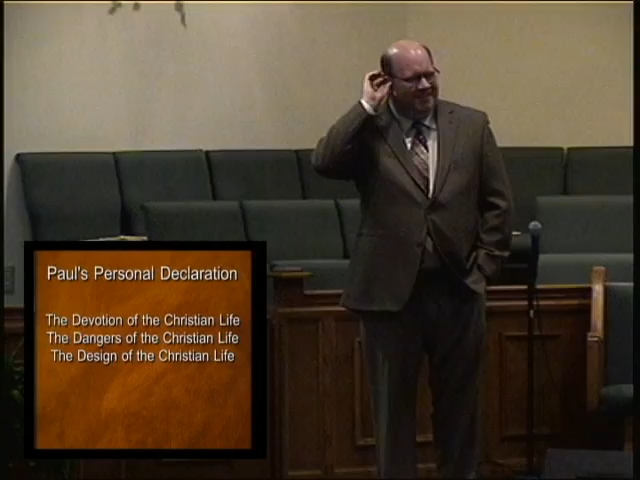 Paul's Personal Declaration
The Devotion of the Christian Life
The Dangers of the Christian Life
The Design of the Christian Life